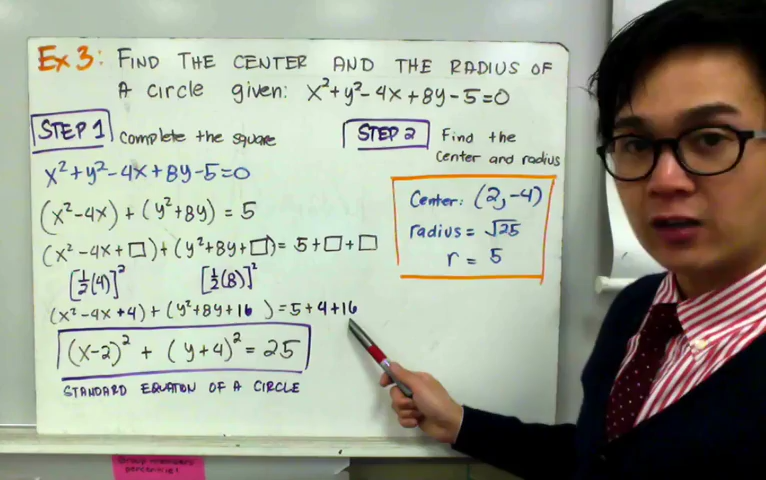 Ex 3: FIND THE CENTER AND THE RADIUS OF
A circle given: x²+y²-4x+8y-5=0
STEP 1 Complete the square
x²+y²-4x+8y-5=0
(x²-4x)+(y²+8y)=5
(x²-4x+□)+(y²+8y+□)=5+□+□
[½(4)]² [½(8)]²
(x²-4x+4)+(y²+8y+16 )=5+4+16
(x-2)²+(y+4)²=25
STANDARD EQUATON OF A CIRCLE
STEP 2 Find the
center and radius
Center: (2,-4)
radius=√25
r = 5
Group members
percentile!